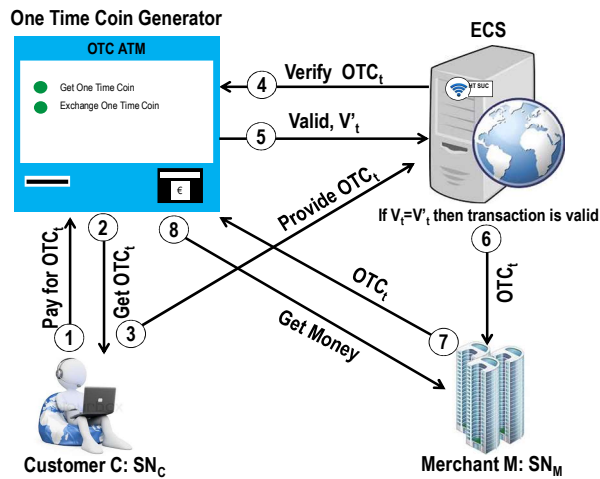 One Time Coin Generator
OTC ATM
Get One Time Coin
Exchange One Time Coin
€
ECS
HT SUC
4 Verify OTCt
5 Valid, V't
If Vt=V't then transaction is valid
1 Pay for OTCt
2 Get OTCt
3 Provide OTCt
6 OTCt
7 OTCt
8 Get Money
Customer C: SNC
Merchant M: SNM